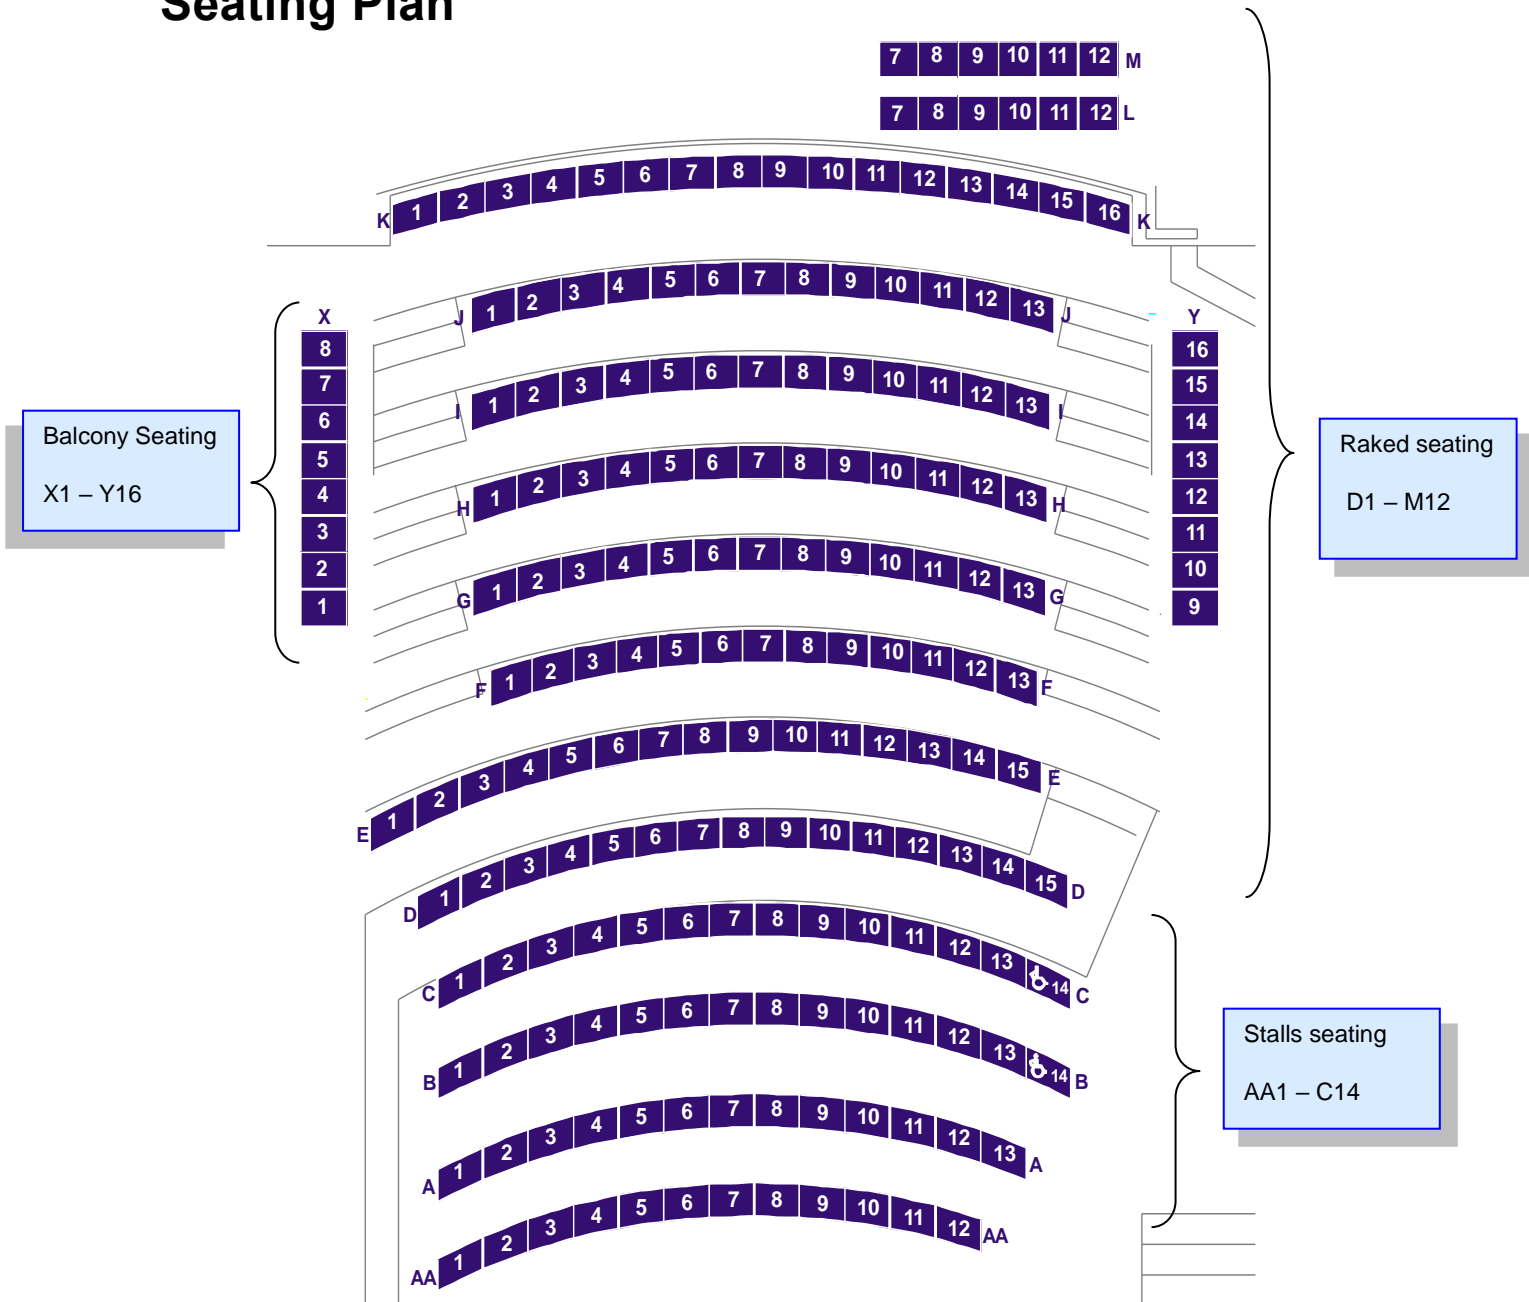 Seating Plan
7 8 9 10 11 12 M
7 8 9 10 11 12 L
K 1 2 3 4 5 6 7 8 9 10 11 12 13 14 15 16 K
J 1 2 3 4 5 6 7 8 9 10 11 12 13 J
I 1 2 3 4 5 6 7 8 9 10 11 12 13 I
H 1 2 3 4 5 6 7 8 9 10 11 12 13 H
G 1 2 3 4 5 6 7 8 9 10 11 12 13 G
F 1 2 3 4 5 6 7 8 9 10 11 12 13 F
E 1 2 3 4 5 6 7 8 9 10 11 12 13 14 15 E
D 1 2 3 4 5 6 7 8 9 10 11 12 13 14 15 D
C 1 2 3 4 5 6 7 8 9 10 11 12 13 14 C
B 1 2 3 4 5 6 7 8 9 10 11 12 13 14 B
A 1 2 3 4 5 6 7 8 9 10 11 12 13 A
AA 1 2 3 4 5 6 7 8 9 10 11 12 AA
X
8
7
6
5
4
3
2
1
Y
16
15
14
13
12
11
10
9
Balcony Seating
X1 – Y16
Raked seating
D1 – M12
Stalls seating
AA1 – C14